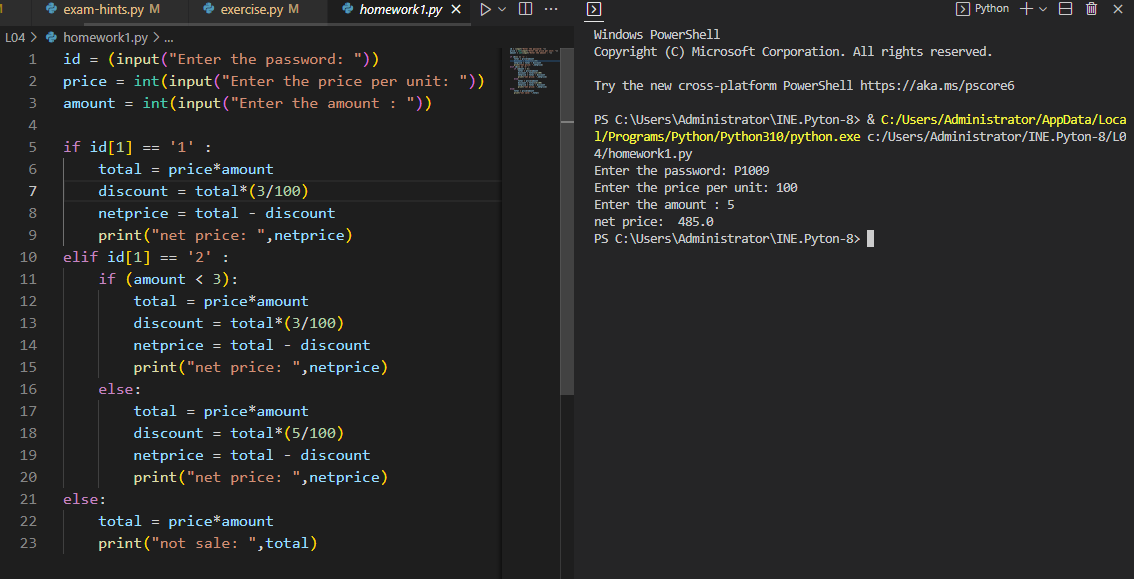 exam-hints.py M exercise.py M homework1.py Python
L04 > homework1.py > ...
1 id = (input("Enter the password: "))
2 price = int(input("Enter the price per unit: "))
3 amount = int(input("Enter the amount : "))
4
5 if id[1] == '1' :
6 total = price*amount
7 discount = total*(3/100)
8 netprice = total - discount
9 print("net price: ",netprice)
10 elif id[1] == '2' :
11 if (amount < 3):
12 total = price*amount
13 discount = total*(3/100)
14 netprice = total - discount
15 print("net price: ",netprice)
16 else:
17 total = price*amount
18 discount = total*(5/100)
19 netprice = total - discount
20 print("net price: ",netprice)
21 else:
22 total = price*amount
23 print("not sale: ",total)
Windows PowerShell
Copyright (C) Microsoft Corporation. All rights reserved.
Try the new cross-platform PowerShell https://aka.ms/pscore6
PS C:\Users\Administrator\INE.Pyton-8> & C:/Users/Administrator/AppData/Loca
l/Programs/Python/Python310/python.exe c:/Users/Administrator/INE.Pyton-8/L0
4/homework1.py
Enter the password: P1009
Enter the price per unit: 100
Enter the amount : 5
net price:  485.0
PS C:\Users\Administrator\INE.Pyton-8>